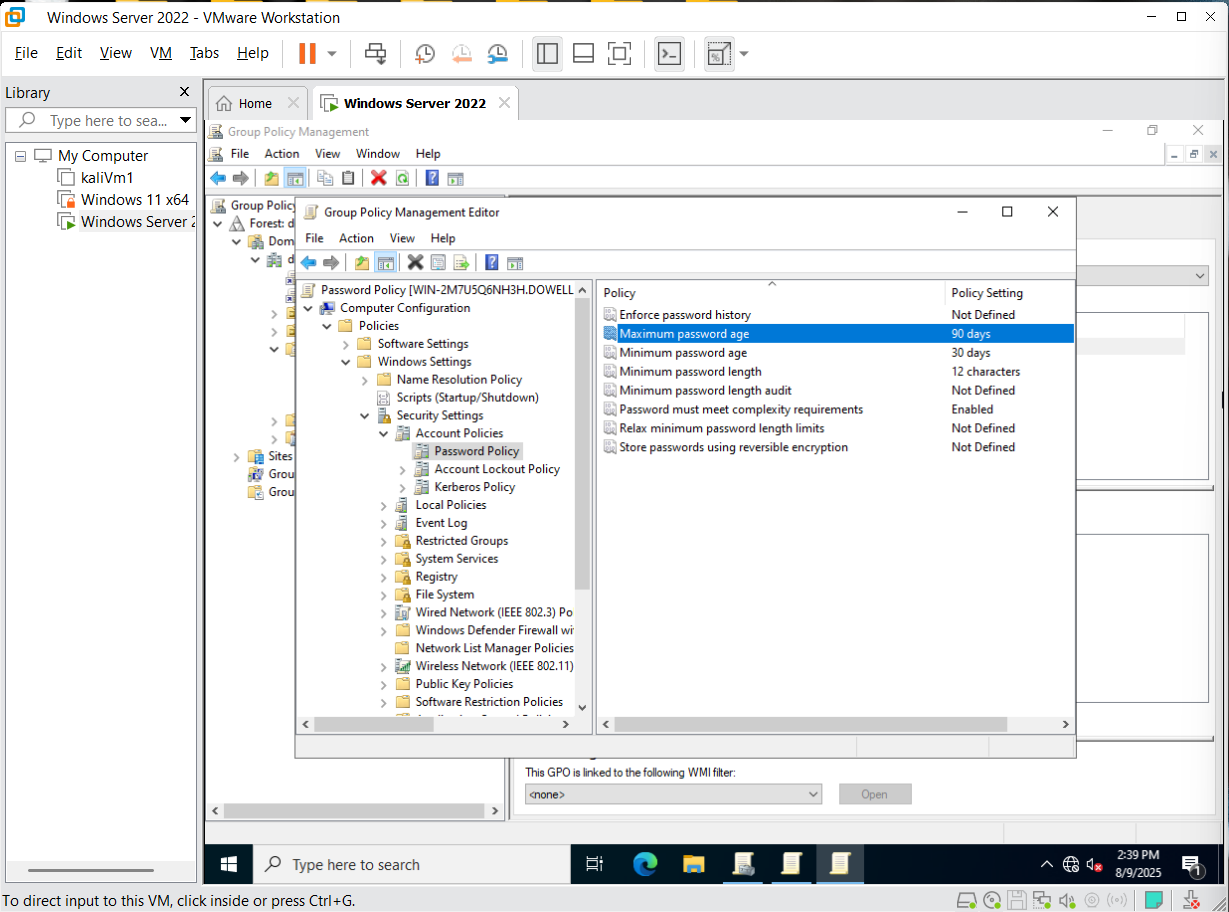 Windows Server 2022 - VMware Workstation
File Edit View VM Tabs Help
Library
Type here to sea...
My Computer
kaliVm1
Windows 11 x64
Windows Server 2
Home
Windows Server 2022
Group Policy Management
File Action View Window Help
Group Policy
Forest: d
Dom
d
Sites
Grou
Grou
Group Policy Management Editor
File Action View Help
Password Policy [WIN-2M7U5Q6NH3H.DOWELL
Computer Configuration
Policies
Software Settings
Windows Settings
Name Resolution Policy
Scripts (Startup/Shutdown)
Security Settings
Account Policies
Password Policy
Account Lockout Policy
Kerberos Policy
Local Policies
Event Log
Restricted Groups
System Services
Registry
File System
Wired Network (IEEE 802.3) Po
Windows Defender Firewall wi
Network List Manager Policies
Wireless Network (IEEE 802.11)
Public Key Policies
Software Restriction Policies
Policy Policy Setting
Enforce password history Not Defined
Maximum password age 90 days
Minimum password age 30 days
Minimum password length 12 characters
Minimum password length audit Not Defined
Password must meet complexity requirements Enabled
Relax minimum password length limits Not Defined
Store passwords using reversible encryption Not Defined
This GPO is linked to the following WMI filter:
<none> Open
Type here to search
2:39 PM
8/9/2025
1
To direct input to this VM, click inside or press Ctrl+G.